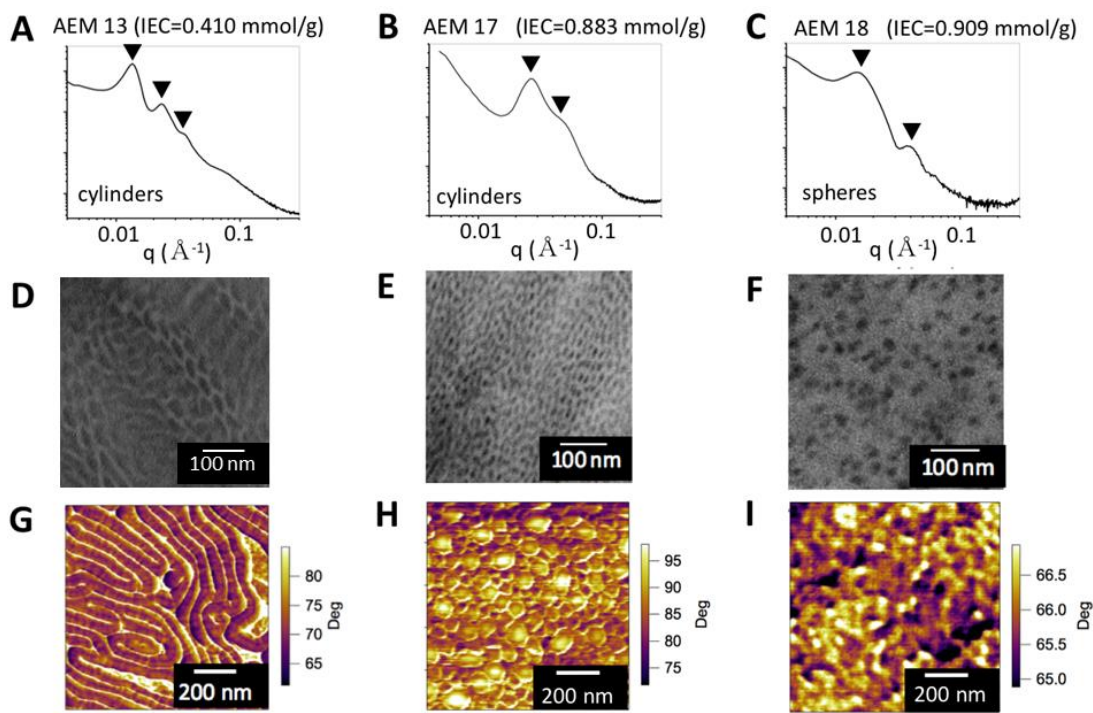 A AEM 13 (IEC=0.410 mmol/g)
cylinders
0.01 0.1
q (Å⁻¹)
B AEM 17 (IEC=0.883 mmol/g)
cylinders
0.01 0.1
q (Å⁻¹)
C AEM 18 (IEC=0.909 mmol/g)
spheres
0.01 0.1
q (Å⁻¹)
D
100 nm
E
100 nm
F
100 nm
G
200 nm
80
75
70
65
Deg
H
200 nm
95
90
85
80
75
Deg
I
200 nm
66.5
66.0
65.5
65.0
Deg